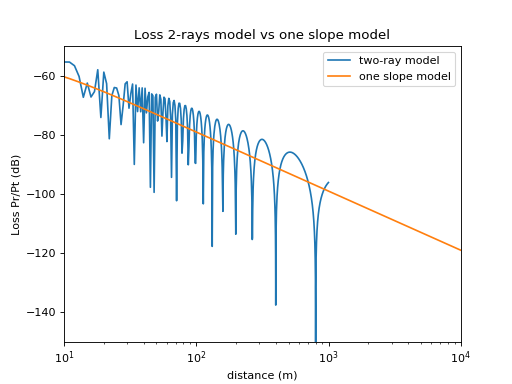 Loss 2-rays model vs one slope model
two-ray model
one slope model
Loss Pr/Pt (dB)
−60
−80
−100
−120
−140
10¹ 10² 10³ 10⁴
distance (m)